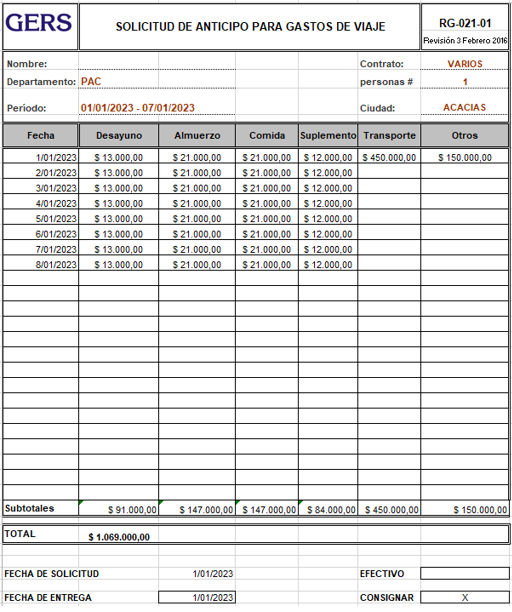 GERS SOLICITUD DE ANTICIPO PARA GASTOS DE VIAJE RG-021-01
Revisión 3 Febrero 2016
Nombre: Contrato: VARIOS
Departamento: PAC personas # 1
Periodo: 01/01/2023 - 07/01/2023 Ciudad: ACACIAS
Fecha Desayuno Almuerzo Comida Suplemento Transporte Otros
1/01/2023 $ 13.000,00 $ 21.000,00 $ 21.000,00 $ 12.000,00 $ 450.000,00 $ 150.000,00
2/01/2023 $ 13.000,00 $ 21.000,00 $ 21.000,00 $ 12.000,00
3/01/2023 $ 13.000,00 $ 21.000,00 $ 21.000,00 $ 12.000,00
4/01/2023 $ 13.000,00 $ 21.000,00 $ 21.000,00 $ 12.000,00
5/01/2023 $ 13.000,00 $ 21.000,00 $ 21.000,00 $ 12.000,00
6/01/2023 $ 13.000,00 $ 21.000,00 $ 21.000,00 $ 12.000,00
7/01/2023 $ 13.000,00 $ 21.000,00 $ 21.000,00 $ 12.000,00
8/01/2023 $ 13.000,00 $ 21.000,00 $ 21.000,00 $ 12.000,00
Subtotales $ 91.000,00 $ 147.000,00 $ 147.000,00 $ 84.000,00 $ 450.000,00 $ 150.000,00
TOTAL $ 1.069.000,00
FECHA DE SOLICITUD 1/01/2023 EFECTIVO
FECHA DE ENTREGA 1/01/2023 CONSIGNAR X